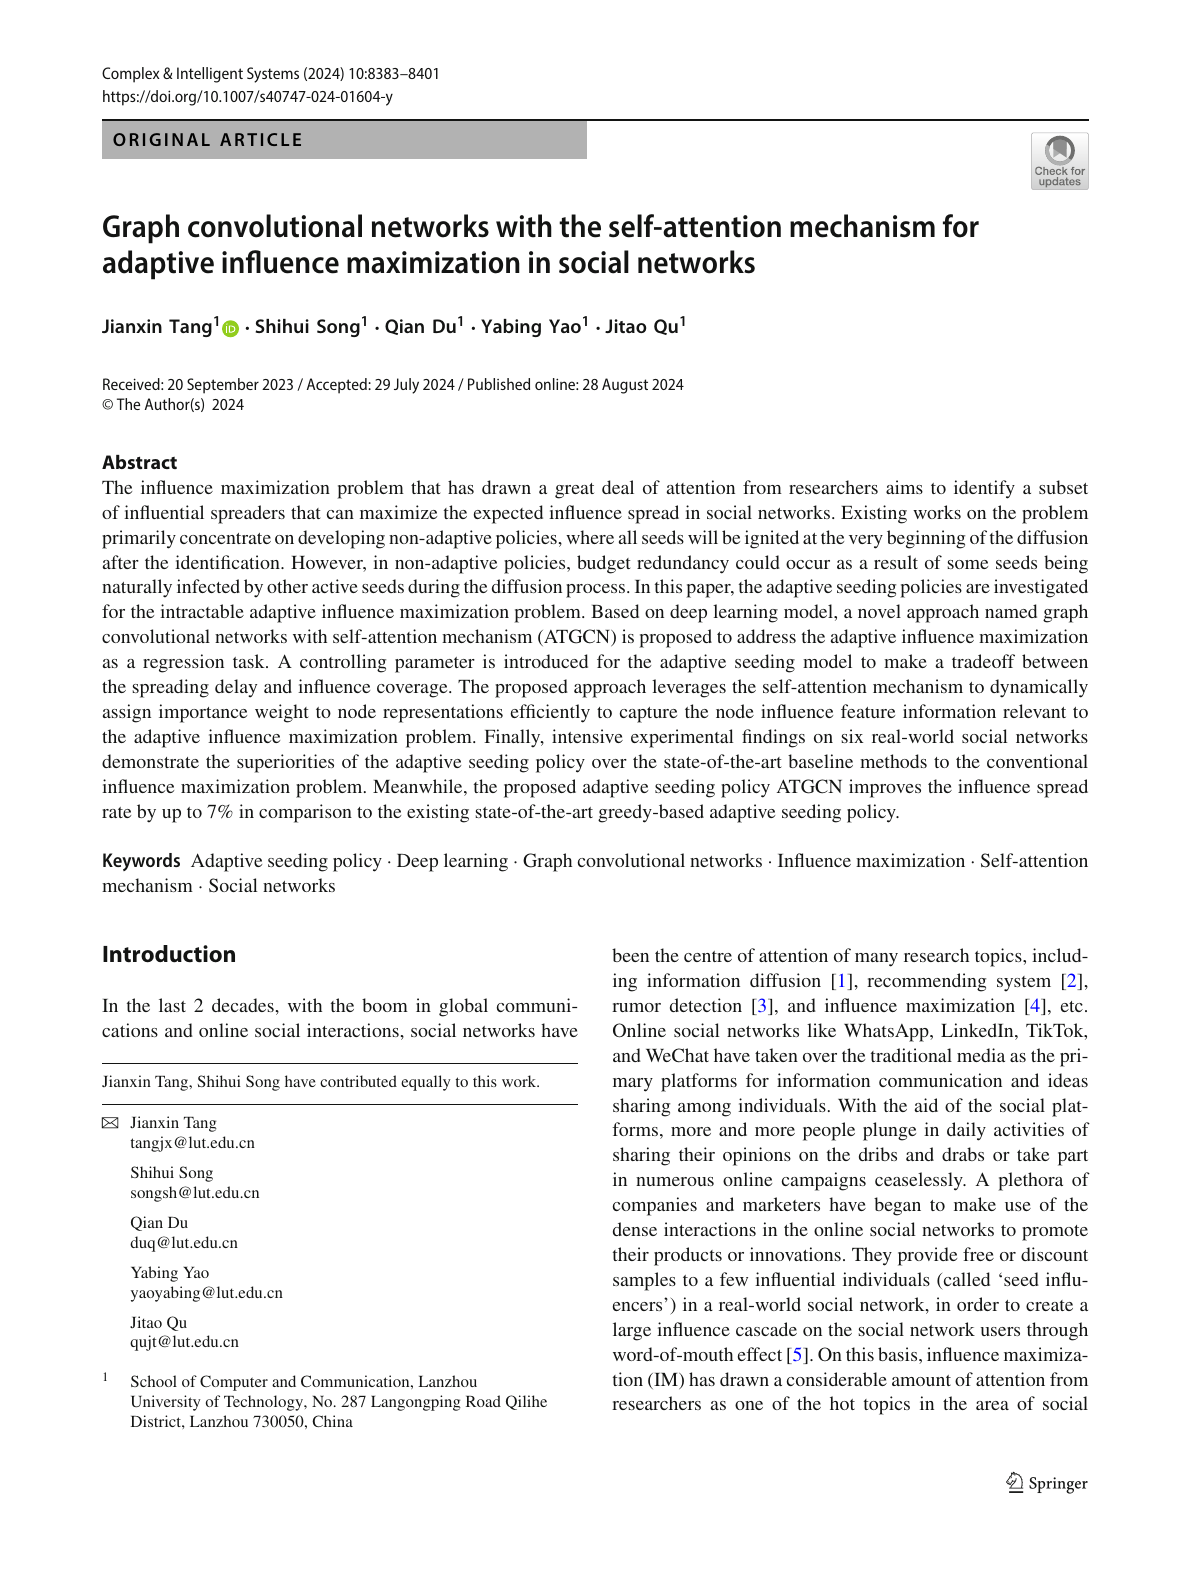 Complex & Intelligent Systems (2024) 10:8383–8401
https://doi.org/10.1007/s40747-024-01604-y
ORIGINAL ARTICLE
Check for
updates
Graph convolutional networks with the self-attention mechanism for
adaptive influence maximization in social networks
Jianxin Tang¹ iD · Shihui Song¹ · Qian Du¹ · Yabing Yao¹ · Jitao Qu¹
Received: 20 September 2023 / Accepted: 29 July 2024 / Published online: 28 August 2024
© The Author(s) 2024
Abstract
The influence maximization problem that has drawn a great deal of attention from researchers aims to identify a subset
of influential spreaders that can maximize the expected influence spread in social networks. Existing works on the problem
primarily concentrate on developing non-adaptive policies, where all seeds will be ignited at the very beginning of the diffusion
after the identification. However, in non-adaptive policies, budget redundancy could occur as a result of some seeds being
naturally infected by other active seeds during the diffusion process. In this paper, the adaptive seeding policies are investigated
for the intractable adaptive influence maximization problem. Based on deep learning model, a novel approach named graph
convolutional networks with self-attention mechanism (ATGCN) is proposed to address the adaptive influence maximization
as a regression task. A controlling parameter is introduced for the adaptive seeding model to make a tradeoff between
the spreading delay and influence coverage. The proposed approach leverages the self-attention mechanism to dynamically
assign importance weight to node representations efficiently to capture the node influence feature information relevant to
the adaptive influence maximization problem. Finally, intensive experimental findings on six real-world social networks
demonstrate the superiorities of the adaptive seeding policy over the state-of-the-art baseline methods to the conventional
influence maximization problem. Meanwhile, the proposed adaptive seeding policy ATGCN improves the influence spread
rate by up to 7% in comparison to the existing state-of-the-art greedy-based adaptive seeding policy.
Keywords Adaptive seeding policy · Deep learning · Graph convolutional networks · Influence maximization · Self-attention
mechanism · Social networks
Introduction
In the last 2 decades, with the boom in global communi-
cations and online social interactions, social networks have
Jianxin Tang, Shihui Song have contributed equally to this work.
Jianxin Tang
tangjx@lut.edu.cn
Shihui Song
songsh@lut.edu.cn
Qian Du
duq@lut.edu.cn
Yabing Yao
yaoyabing@lut.edu.cn
Jitao Qu
qujt@lut.edu.cn
1 School of Computer and Communication, Lanzhou
University of Technology, No. 287 Langongping Road Qilihe
District, Lanzhou 730050, China
been the centre of attention of many research topics, includ-
ing information diffusion [1], recommending system [2],
rumor detection [3], and influence maximization [4], etc.
Online social networks like WhatsApp, LinkedIn, TikTok,
and WeChat have taken over the traditional media as the pri-
mary platforms for information communication and ideas
sharing among individuals. With the aid of the social plat-
forms, more and more people plunge in daily activities of
sharing their opinions on the dribs and drabs or take part
in numerous online campaigns ceaselessly. A plethora of
companies and marketers have began to make use of the
dense interactions in the online social networks to promote
their products or innovations. They provide free or discount
samples to a few influential individuals (called ‘seed influ-
encers’) in a real-world social network, in order to create a
large influence cascade on the social network users through
word-of-mouth effect [5]. On this basis, influence maximiza-
tion (IM) has drawn a considerable amount of attention from
researchers as one of the hot topics in the area of social
Springer